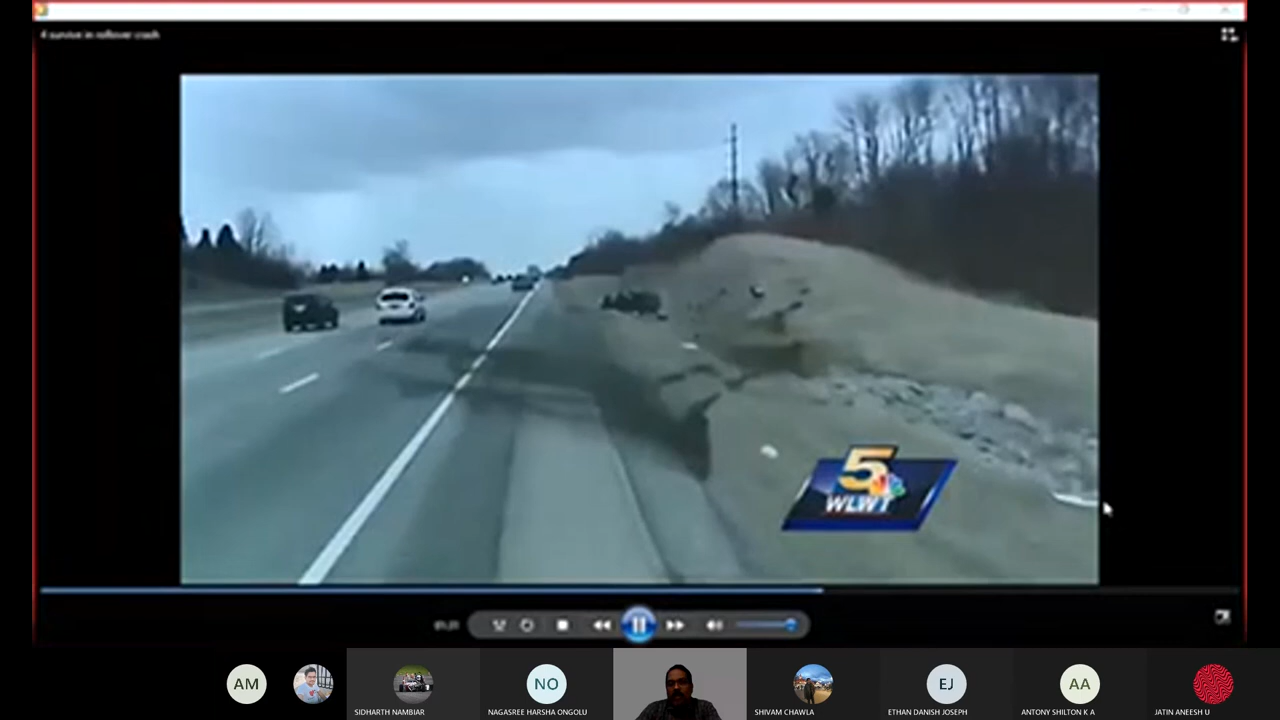 4 survive in rollover crash
5
WLWT
AM
NO
EJ
AA
SIDHARTH NAMBIAR
NAGASREE HARSHA ONGOLU
SHIVAM CHAWLA
ETHAN DANISH JOSEPH
ANTONY SHILTON K A
JATIN ANEESH U